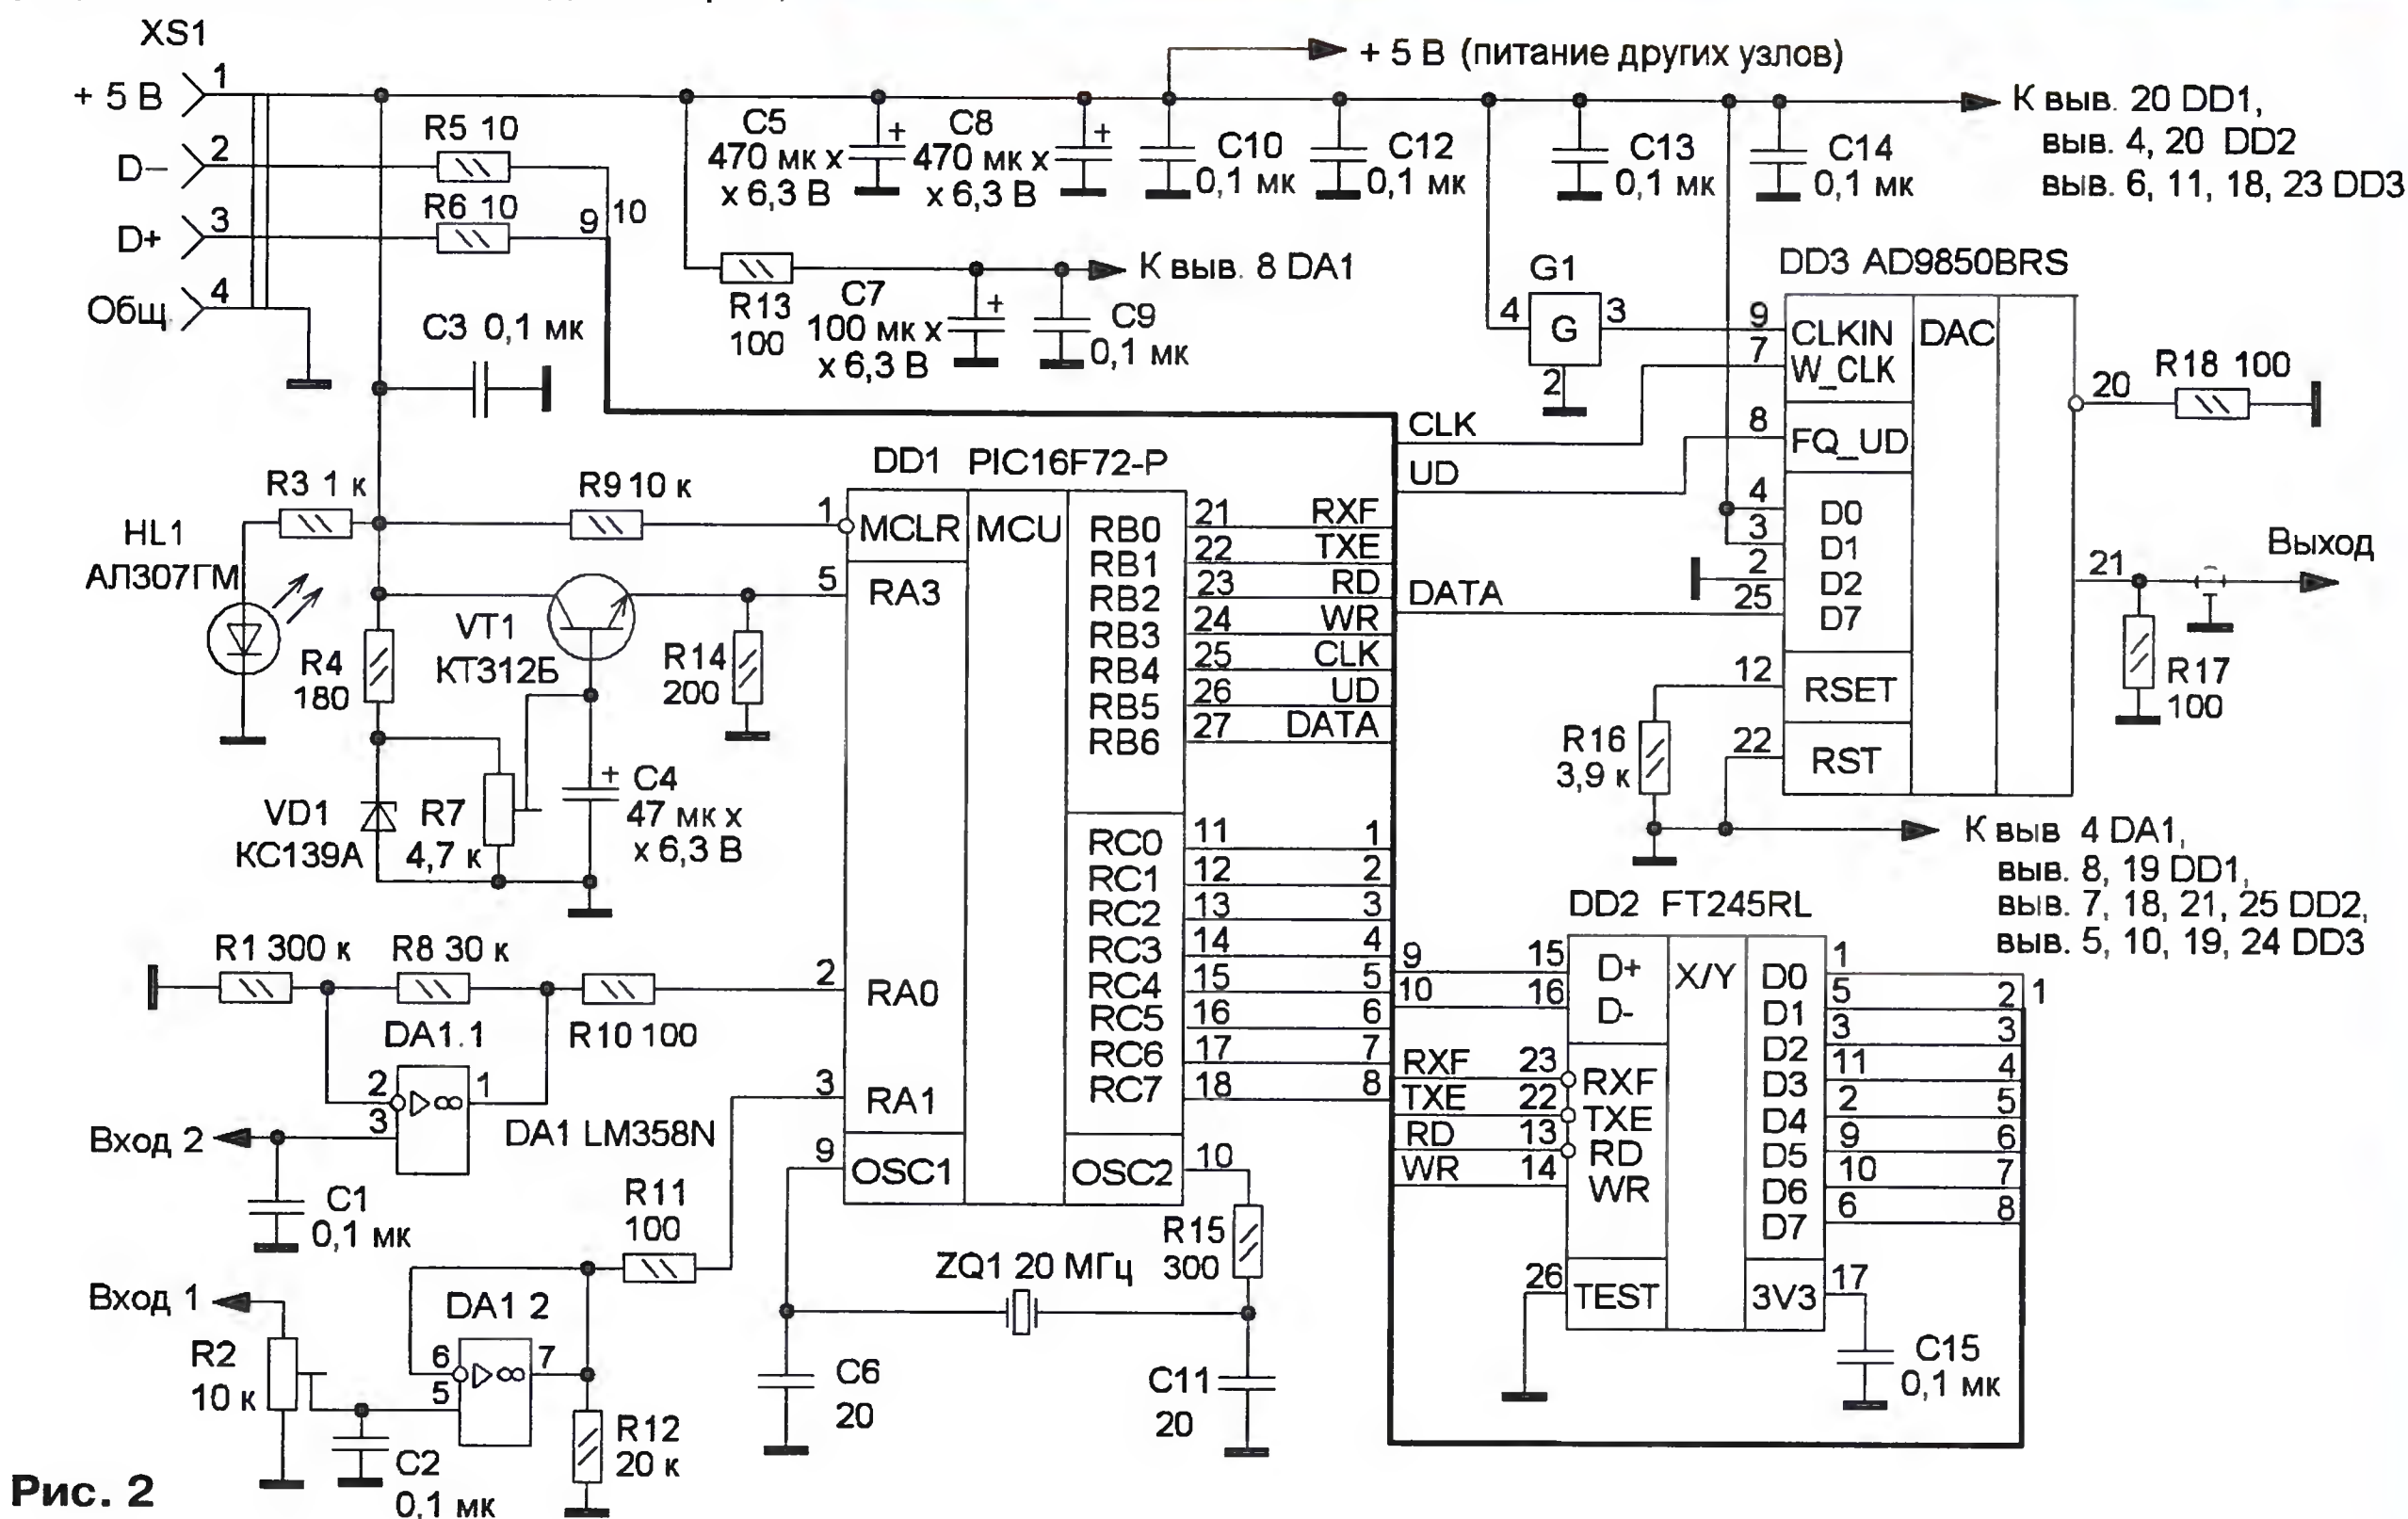 XS1
+ 5 В 1
D− 2
D+ 3
Общ. 4
R5 10
R6 10
9 10
C3 0,1 мк
+ 5 В (питание других узлов)
C5
470 мк x
x 6,3 В
+
C8
470 мк x
x 6,3 В
+
C10
0,1 мк
C12
0,1 мк
C13
0,1 мк
C14
0,1 мк
К выв. 20 DD1,
выв. 4, 20 DD2
выв. 6, 11, 18, 23 DD3
R13
100
C7
100 мк x
x 6,3 В
+
C9
0,1 мк
К выв. 8 DA1
G1
4 G 3
2
DD3 AD9850BRS
9 CLKIN DAC
7 W_CLK
8 FQ_UD
4 D0
3 D1
2 D2
25 D7
12 RSET
22 RST
20 R18 100
21 Выход
R17
100
CLK
UD
DATA
R16
3,9 к
К выв 4 DA1,
выв. 8, 19 DD1,
выв. 7, 18, 21, 25 DD2,
выв. 5, 10, 19, 24 DD3
R3 1 к
R9 10 к
HL1
АЛ307ГМ
R4
180
VT1
КТ312Б
R14
200
VD1
КС139А
R7
4,7 к
+ C4
47 мк x
x 6,3 В
DD1 PIC16F72-P
1 MCLR MCU
5 RA3
2 RA0
3 RA1
9 OSC1
RB0 21 RXF
RB1 22 TXE
RB2 23 RD
RB3 24 WR
RB4 25 CLK
RB5 26 UD
RB6 27 DATA
RC0 11 1
RC1 12 2
RC2 13 3
RC3 14 4
RC4 15 5
RC5 16 6
RC6 17 7
RC7 18 8
OSC2 10
R1 300 к
R8 30 к
R10 100
DA1.1
2 ▷∞ 1
3
DA1 LM358N
Вход 2
C1
0,1 мк
R11
100
Вход 1
R2
10 к
DA1 2
6 ▷∞ 7
5
C2
0,1 мк
R12
20 к
ZQ1 20 МГц
R15
300
C6
20
C11
20
DD2 FT245RL
9 15 D+ X/Y
10 16 D-
RXF 23 RXF
TXE 22 TXE
RD 13 RD
WR 14 WR
26 TEST
D0 1 1
D1 5 2
D2 3 3
D3 11 4
D4 2 5
D5 9 6
D6 10 7
D7 6 8
3V3 17
C15
0,1 мк
Рис. 2